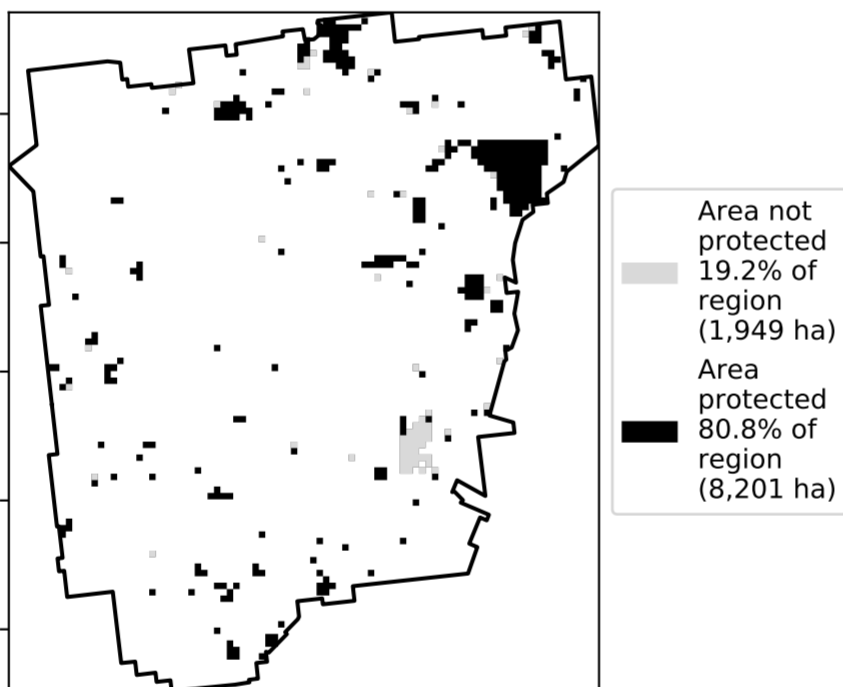 Area not
protected
19.2% of
region
(1,949 ha)
Area
protected
80.8% of
region
(8,201 ha)